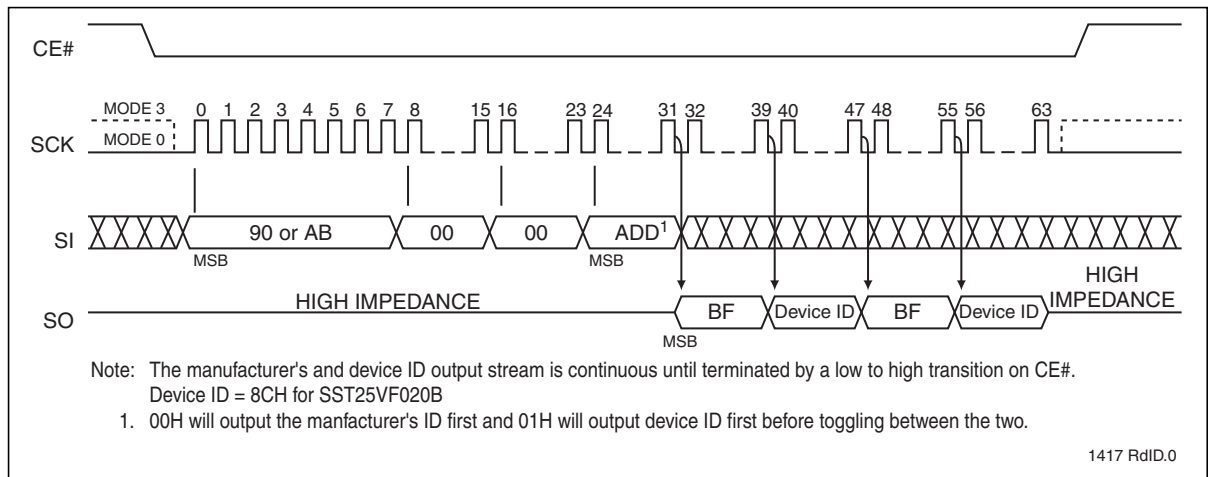 CE#
MODE 3
0 1 2 3 4 5 6 7 8 15 16 23 24 31 32 39 40 47 48 55 56 63
SCK
MODE 0
SI
90 or AB 00 00 ADD1
MSB MSB
HIGH IMPEDANCE
HIGH IMPEDANCE
SO
BF Device ID BF Device ID
MSB
Note: The manufacturer's and device ID output stream is continuous until terminated by a low to high transition on CE#.
Device ID = 8CH for SST25VF020B
1. 00H will output the manfacturer's ID first and 01H will output device ID first before toggling between the two.
1417 RdID.0